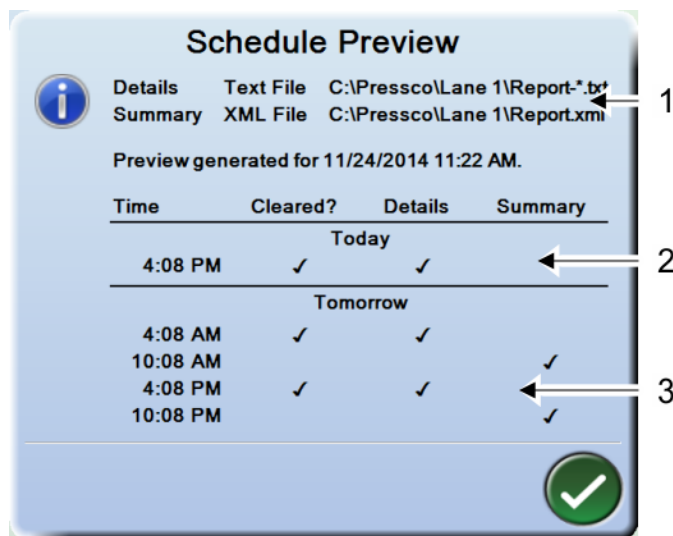 Schedule Preview
Details Text File C:\Pressco\Lane 1\Report-*.txt
1
Summary XML File C:\Pressco\Lane 1\Report.xml
Preview generated for 11/24/2014 11:22 AM.
Time Cleared? Details Summary
Today
4:08 PM ✓ ✓
2
Tomorrow
4:08 AM ✓ ✓
10:08 AM ✓
4:08 PM ✓ ✓
3
10:08 PM ✓